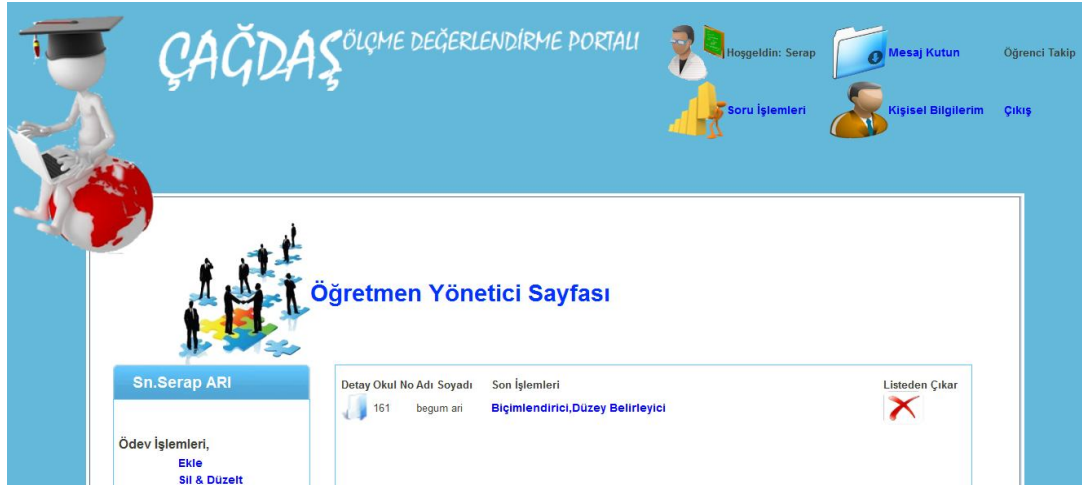 ÇAĞDAŞ ÖLÇME DEĞERLENDİRME PORTALI
Hoşgeldin: Serap
Mesaj Kutun
Öğrenci Takip
Soru İşlemleri
Kişisel Bilgilerim
Çıkış
Öğretmen Yönetici Sayfası
Sn.Serap ARI
Ödev İşlemleri,
Ekle
Sil & Düzelt
Detay Okul No Adı Soyadı Son İşlemleri Listeden Çıkar
161 begum ari Biçimlendirici,Düzey Belirleyici